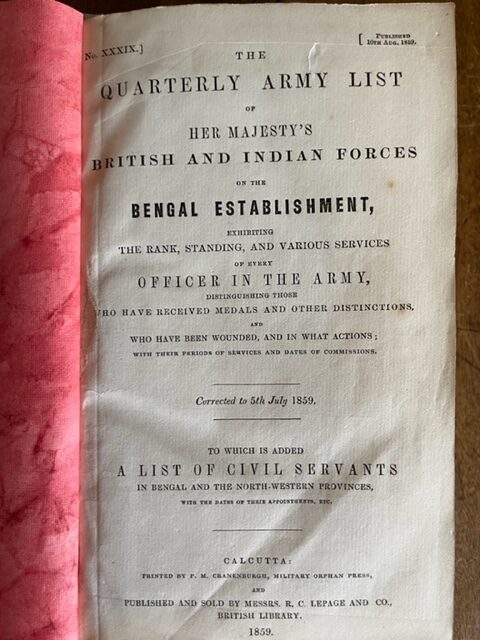 No. XXXIX.]
[ Published
10th Aug. 1859.
THE
QUARTERLY ARMY LIST
OF
HER MAJESTY'S
BRITISH AND INDIAN FORCES
ON THE
BENGAL ESTABLISHMENT,
EXHIBITING
THE RANK, STANDING, AND VARIOUS SERVICES
OF EVERY
OFFICER IN THE ARMY,
DISTINGUISHING THOSE
WHO HAVE RECEIVED MEDALS AND OTHER DISTINCTIONS,
AND
WHO HAVE BEEN WOUNDED, AND IN WHAT ACTIONS;
WITH THEIR PERIODS OF SERVICES AND DATES OF COMMISSIONS.
Corrected to 5th July 1859.
TO WHICH IS ADDED
A LIST OF CIVIL SERVANTS
IN BENGAL AND THE NORTH-WESTERN PROVINCES,
WITH THE DATES OF THEIR APPOINTMENTS, ETC.
CALCUTTA:
PRINTED BY P. M. CRANENBURGH, MILITARY ORPHAN PRESS,
AND
PUBLISHED AND SOLD BY MESSRS. R. C. LEPAGE AND CO.,
BRITISH LIBRARY.
1859.